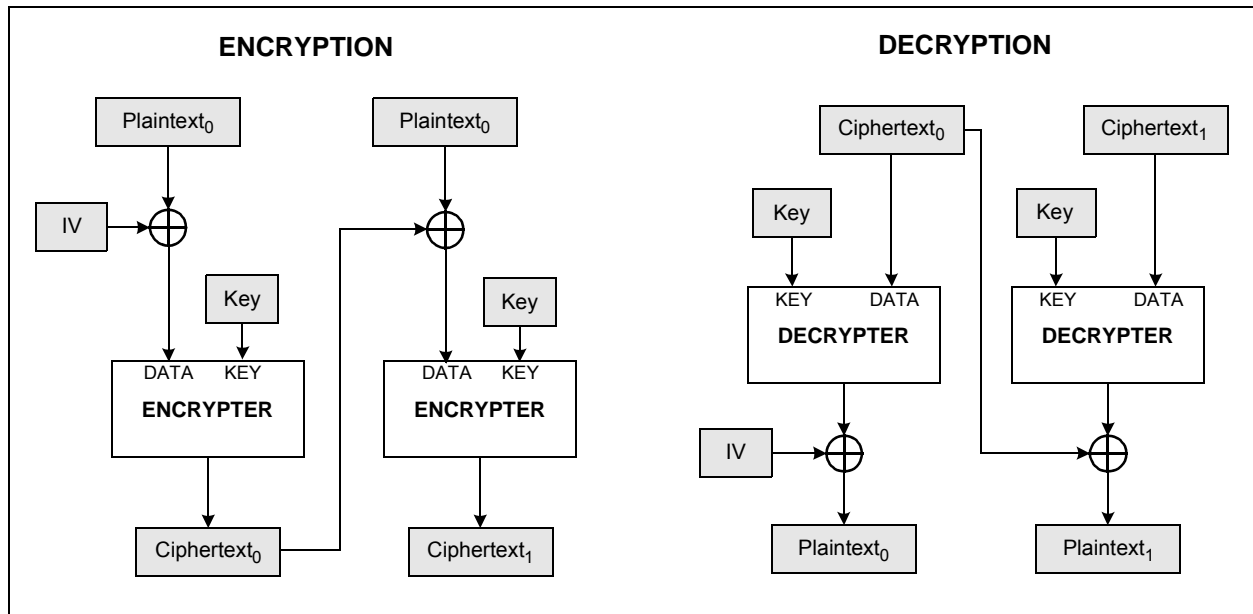 ENCRYPTION
Plaintext₀
Plaintext₀
IV
Key
Key
DATA KEY
ENCRYPTER
DATA KEY
ENCRYPTER
Ciphertext₀
Ciphertext₁
DECRYPTION
Ciphertext₀
Ciphertext₁
Key
Key
KEY DATA
DECRYPTER
KEY DATA
DECRYPTER
IV
Plaintext₀
Plaintext₁